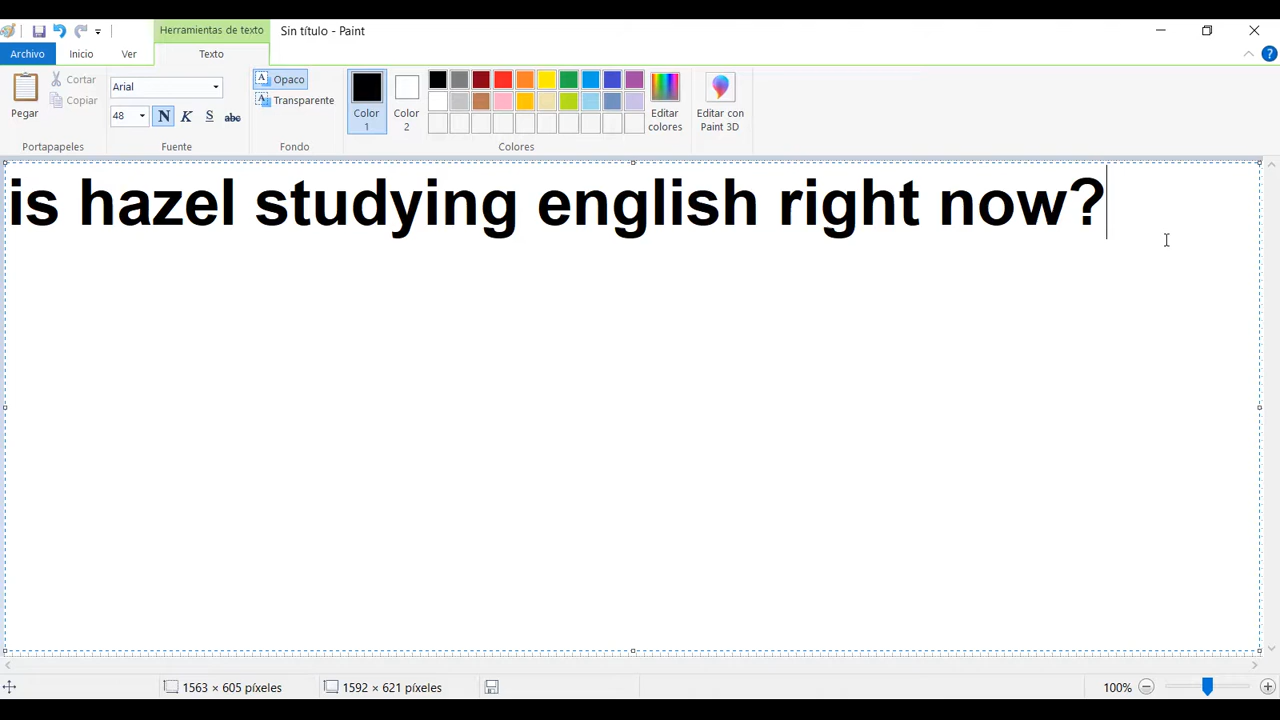 Herramientas de texto
Sin título - Paint
Archivo
Inicio
Ver
Texto
Pegar
Cortar
Copiar
Portapapeles
Arial
48
N K S abc
Fuente
Opaco
Transparente
Fondo
Color 1
Color 2
Editar colores
Editar con Paint 3D
Colores
is hazel studying english right now?
1563 × 605 píxeles
1592 × 621 píxeles
100%